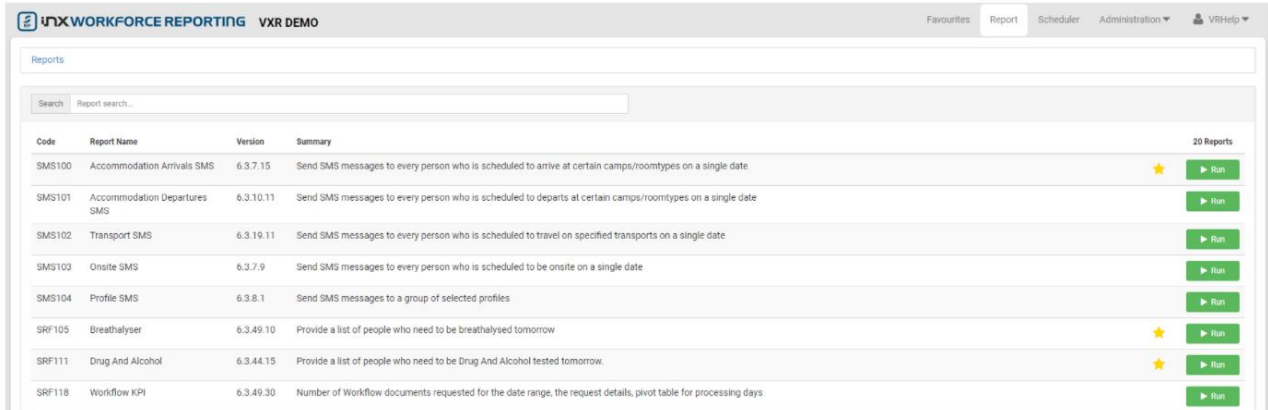 INX WORKFORCE REPORTING VXR DEMO Favourites Report Scheduler Administration VRHelp
Reports
Search Report search...
Code Report Name Version Summary 20 Reports
SMS100 Accommodation Arrivals SMS 6.3.7.15 Send SMS messages to every person who is scheduled to arrive at certain camps/roomtypes on a single date Run
SMS101 Accommodation Departures 6.3.10.11 Send SMS messages to every person who is scheduled to departs at certain camps/roomtypes on a single date Run
SMS
SMS102 Transport SMS 6.3.19.11 Send SMS messages to every person who is scheduled to travel on specified transports on a single date Run
SMS103 Onsite SMS 6.3.7.9 Send SMS messages to every person who is scheduled to be onsite on a single date Run
SMS104 Profile SMS 6.3.8.1 Send SMS messages to a group of selected profiles Run
SRF105 Breathalyser 6.3.49.10 Provide a list of people who need to be breathalysed tomorrow Run
SRF111 Drug And Alcohol 6.3.44.15 Provide a list of people who need to be Drug And Alcohol tested tomorrow. Run
SRF118 Workflow KPI 6.3.49.30 Number of Workflow documents requested for the date range, the request details, pivot table for processing days Run